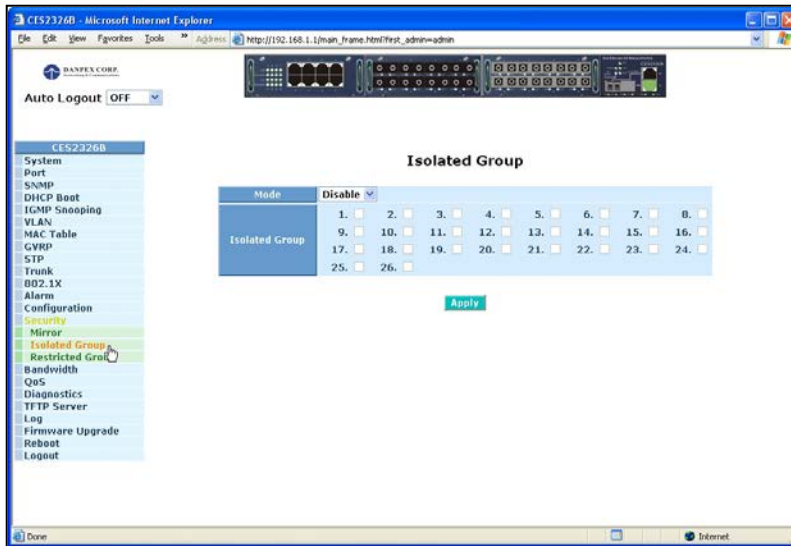 CES2326B - Microsoft Internet Explorer
File Edit View Favorites Tools » Address http://192.168.1.1/main_frame.html?first_admin=admin
DANPEX CORP.
Auto Logout OFF
CES2326B
System
Port
SNMP
DHCP Boot
IGMP Snooping
VLAN
MAC Table
GVRP
STP
Trunk
802.1X
Alarm
Configuration
Security
Mirror
Isolated Group
Restricted Group
Bandwidth
QoS
Diagnostics
TFTP Server
Log
Firmware Upgrade
Reboot
Logout
Isolated Group
Mode Disable
Isolated Group
1. 2. 3. 4. 5. 6. 7. 8.
9. 10. 11. 12. 13. 14. 15. 16.
17. 18. 19. 20. 21. 22. 23. 24.
25. 26.
Apply
Done
Internet